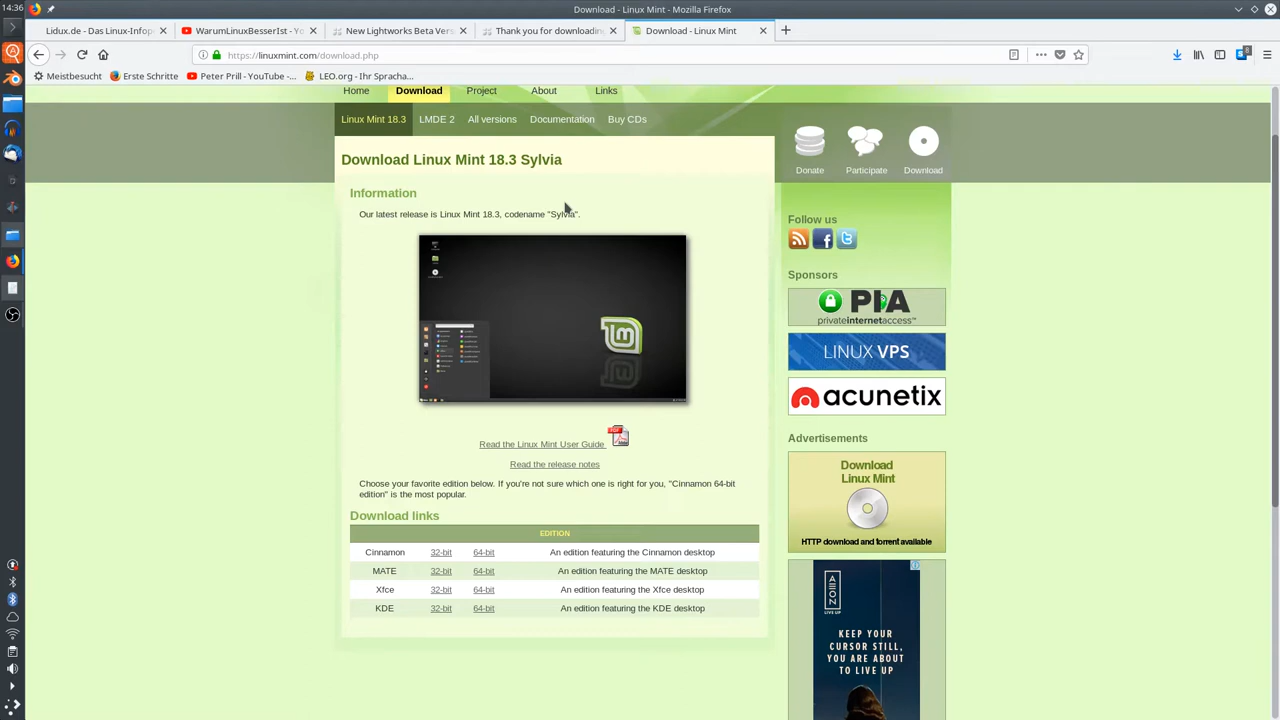 14:36
Download - Linux Mint - Mozilla Firefox
Lidux.de - Das Linux-Infop
WarumLinuxBesserIst - Yo
New Lightworks Beta Vers
Thank you for downloading
Download - Linux Mint
https://linuxmint.com/download.php
8
Meistbesucht
Erste Schritte
Peter Prill - YouTube -...
LEO.org - Ihr Spracha...
Home
Download
Project
About
Links
Linux Mint 18.3
LMDE 2
All versions
Documentation
Buy CDs
Donate
Participate
Download
Download Linux Mint 18.3 Sylvia
Information
Our latest release is Linux Mint 18.3, codename "Sylvia".
Read the Linux Mint User Guide
PDF
Read the release notes
Choose your favorite edition below. If you're not sure which one is right for you, "Cinnamon 64-bit
edition" is the most popular.
Download links
EDITION
Cinnamon 32-bit 64-bit An edition featuring the Cinnamon desktop
MATE 32-bit 64-bit An edition featuring the MATE desktop
Xfce 32-bit 64-bit An edition featuring the Xfce desktop
KDE 32-bit 64-bit An edition featuring the KDE desktop
Follow us
Sponsors
PIA
privateinternetaccess™
LINUX VPS
acunetix
Advertisements
Download
Linux Mint
HTTP download and torrent available
AEON
LIVE UP
KEEP YOUR
CURSOR STILL,
YOU ARE ABOUT
TO LIVE UP